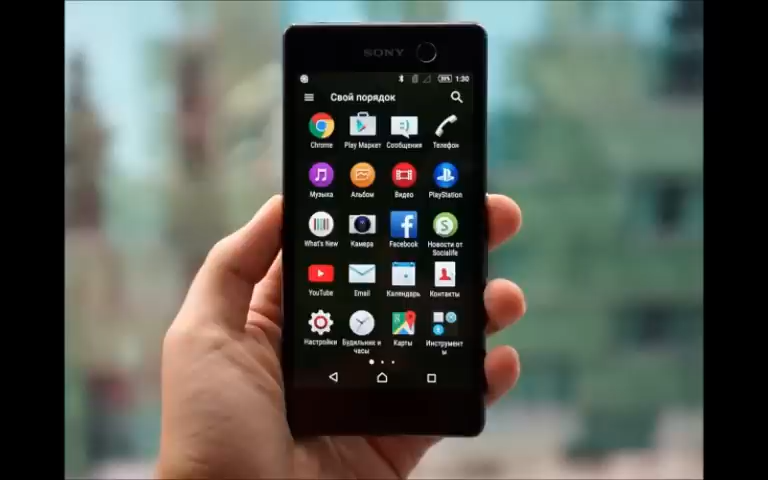 SONY
1:30
Свой порядок
Chrome
Play Маркет
Сообщения
Телефон
Музыка
Альбом
Видео
PlayStation
What's New
Камера
Facebook
Новости от
Socialife
YouTube
Email
Календарь
Контакты
Настройки
Будильник и
часы
Карты
Инструмент
ы